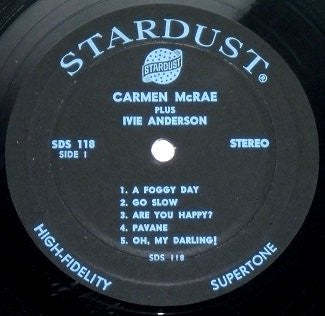 STARDUST®
STARDUST
CARMEN McRAE
PLUS
IVIE ANDERSON
SDS 118
SIDE 1
STEREO
1. A FOGGY DAY
2. GO SLOW
3. ARE YOU HAPPY?
4. PAVANE
5. OH, MY DARLING!
SDS 118
HIGH-FIDELITY
SUPERTONE